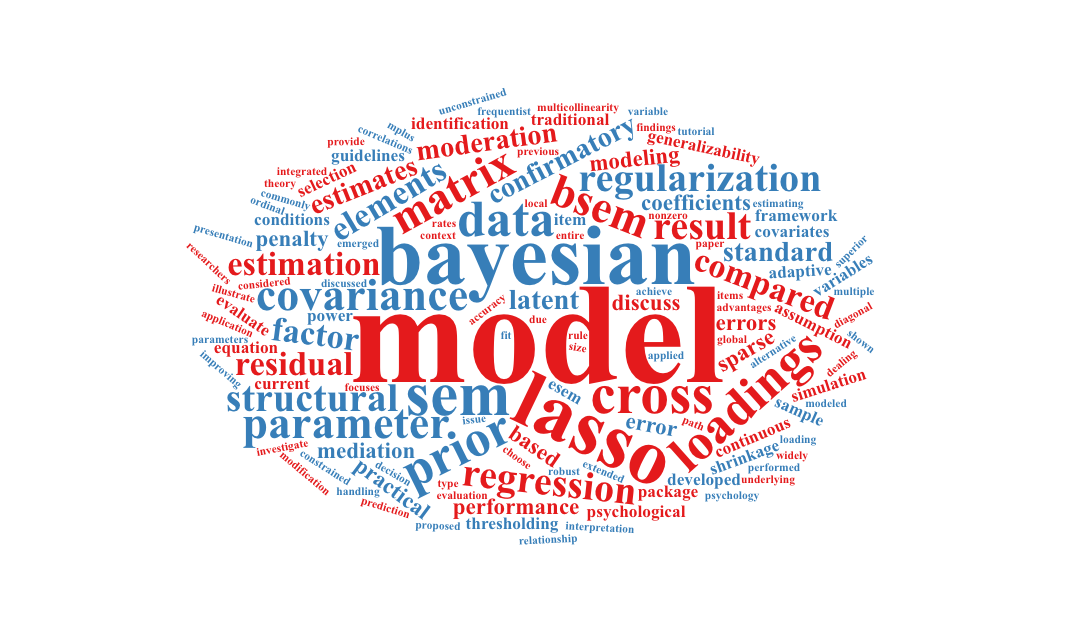 unconstrained
frequentist
multicollinearity
variable
mplus
identification
traditional
correlations
provide
moderation
confirmatory
findings
tutorial
guidelines
previous
generalizability
integrated
selection
estimates
matrix
modeling
theory
elements
bsem
regularization
commonly
ordinal
local
coefficients
estimating
conditions
rates
data
item
nonzero
result
framework
presentation
penalty
emerged
context
entire
paper
covariates
researchers
estimation
bayesian
standard
superior
considered
discussed
compared
adaptive
variables
illustrate
covariance
accuracy
latent
achieve
discuss
items
multiple
evaluate
power
due
advantages
assumption
diagonal
application
factor
model
fit
rule
errors
global
shown
parameters
equation
size
applied
sparse
alternative
improving
residual
current
focuses
dealing
simulation
structural
sem
esem
lasso
cross
loadings
sample
modeled
parameter
issue
error
path
continuous
loading
investigate
mediation
prior
based
choose
shrinkage
widely
modification
constrained
decision
practical
robust
extended
performed
handling
type
regression
developed
underlying
evaluation
package
psychology
prediction
performance
psychological
proposed
thresholding
interpretation
relationship